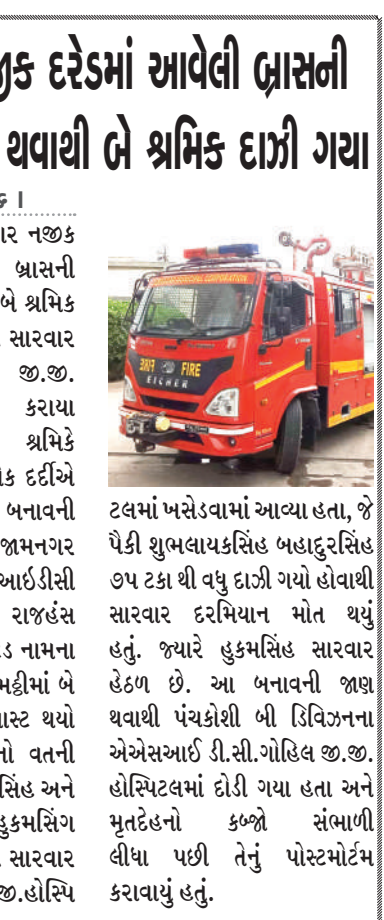 દરેડમાં આવેલી બ્રાસની
થવાથી બે શ્રમિક દાઝી ગયા
નજીક
બ્રાસની
બે શ્રમિક
સારવાર
જી.જી.
કરાયા
શ્રમિકે
દર્દીએ
બનાવની
જામનગર
રાજહંસ
નામના
બે
થયો
વતની
અને
સારવાર
MUNICIPAL CORPORATION
FIRE
EICHER
ટલમાં ખસેડવામાં આવ્યા હતા, જે
પૈકી શુભલાયકસિંહ બહાદુરસિંહ
૭૫ ટકા થી વધુ દાઝી ગયો હોવાથી
સારવાર દરમિયાન મોત થયું
હતું. જ્યારે હુકમસિંહ સારવાર
હેઠળ છે. આ બનાવની જાણ
થવાથી પંચકોશી બી ડિવિઝનના
એએસઆઈ ડી.સી.ગોહિલ જી.જી.
હોસ્પિટલમાં દોડી ગયા હતા અને
મૃતદેહનો કબ્જો સંભાળી
લીધા પછી તેનું પોસ્ટમોર્ટમ
કરાવાયું હતું.